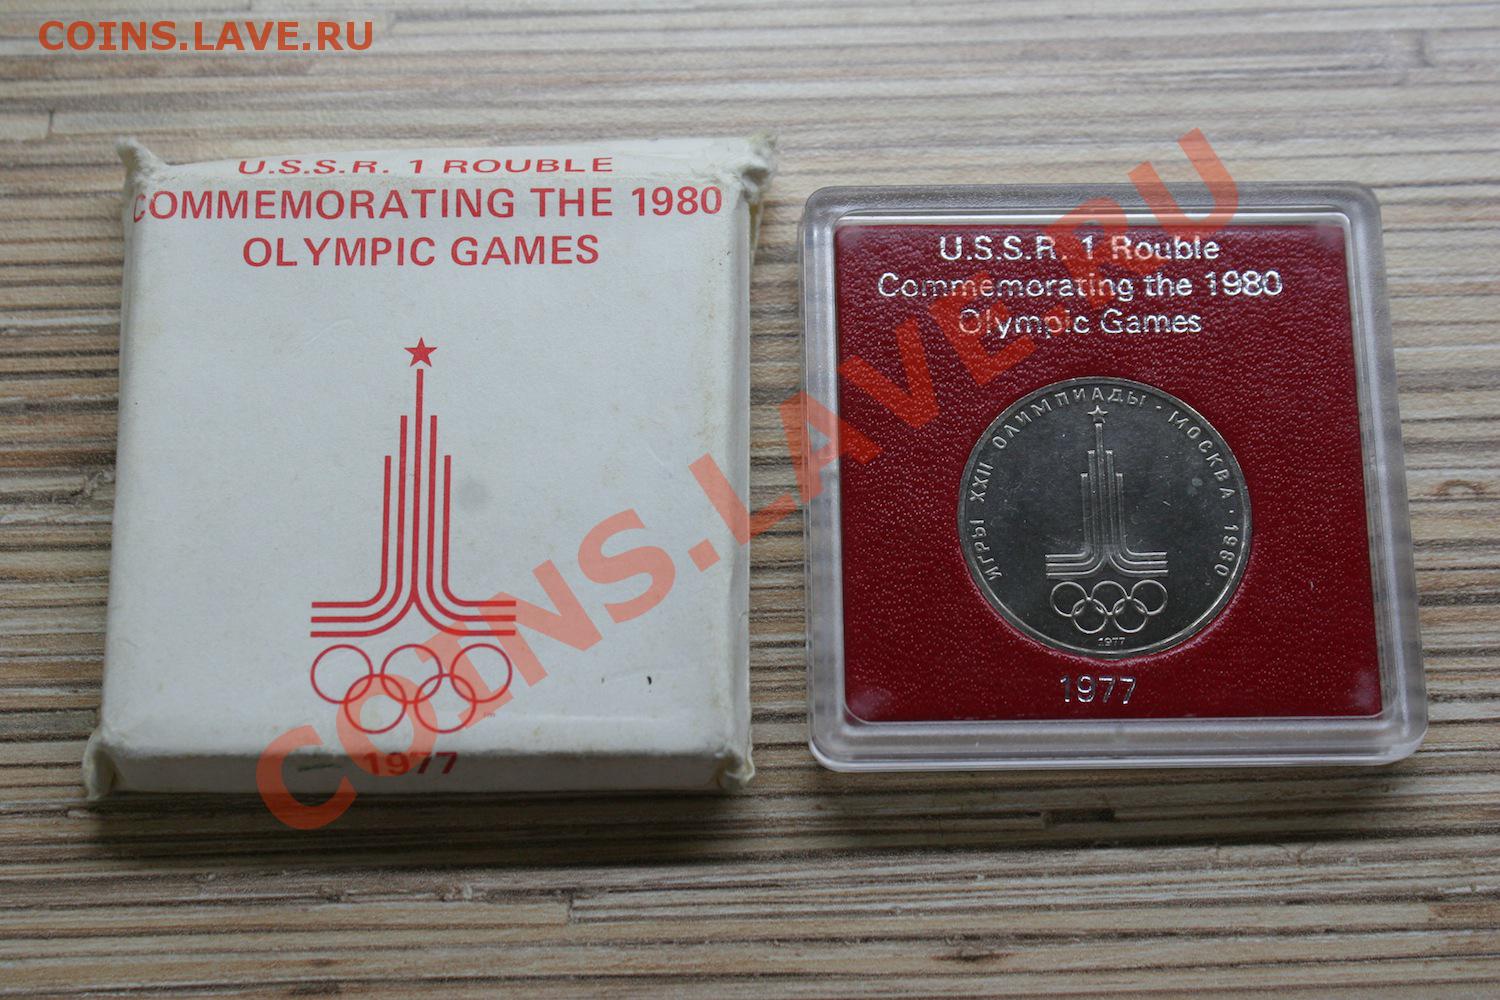 COINS.LAVE.RU
U.S.S.R. 1 ROUBLE
COMMEMORATING THE 1980
OLYMPIC GAMES
1977
U.S.S.R. 1 Rouble
Commemorating the 1980
Olympic Games
ИГРЫ XXII ОЛИМПИАДЫ · МОСКВА · 1980
1977
1977
COINS.LAVE.RU